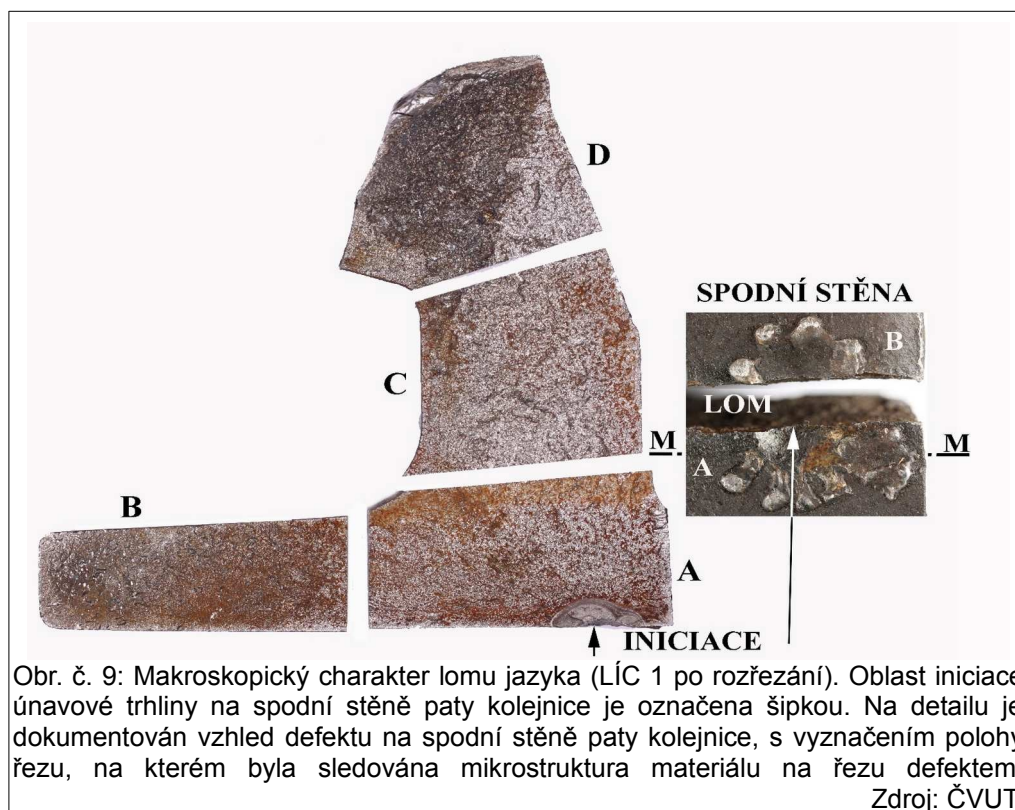 D
SPODNÍ STĚNA
B
C
LOM
M
M
A
B
A
INICIACE
Obr. č. 9: Makroskopický charakter lomu jazyka (LÍC 1 po rozřezání). Oblast iniciace
únavové trhliny na spodní stěně paty kolejnice je označena šipkou. Na detailu je
dokumentován vzhled defektu na spodní stěně paty kolejnice, s vyznačením polohy
řezu, na kterém byla sledována mikrostruktura materiálu na řezu defektem
Zdroj: ČVUT